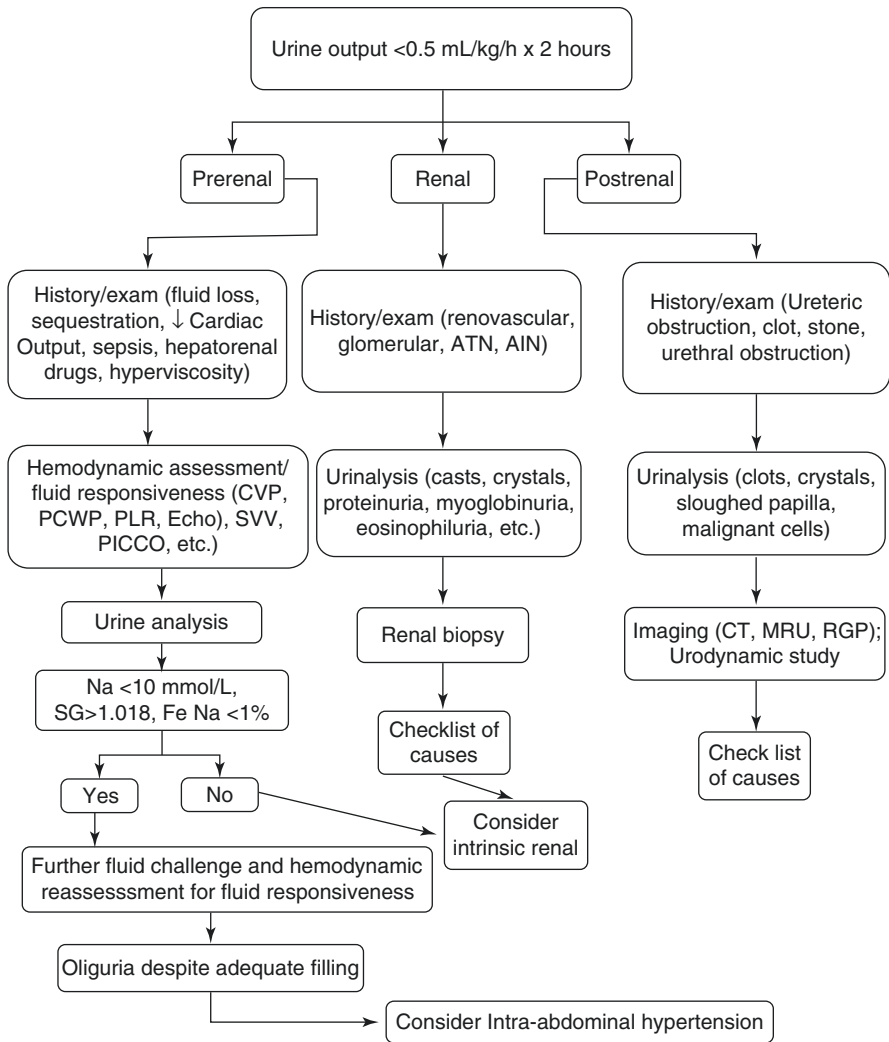 Urine output <0.5 mL/kg/h x 2 hours
Prerenal
Renal
Postrenal
History/exam (fluid loss,
sequestration, ↓ Cardiac
Output, sepsis, hepatorenal
drugs, hyperviscosity)
Hemodynamic assessment/
fluid responsiveness (CVP,
PCWP, PLR, Echo), SVV,
PICCO, etc.)
Urine analysis
Na <10 mmol/L,
SG>1.018, Fe Na <1%
Yes
No
Further fluid challenge and hemodynamic
reassesssment for fluid responsiveness
Oliguria despite adequate filling
Consider Intra-abdominal hypertension
History/exam (renovascular,
glomerular, ATN, AIN)
Urinalysis (casts, crystals,
proteinuria, myoglobinuria,
eosinophiluria, etc.)
Renal biopsy
Checklist of
causes
Consider
intrinsic renal
History/exam (Ureteric
obstruction, clot, stone,
urethral obstruction)
Urinalysis (clots, crystals,
sloughed papilla,
malignant cells)
Imaging (CT, MRU, RGP);
Urodynamic study
Check list
of causes